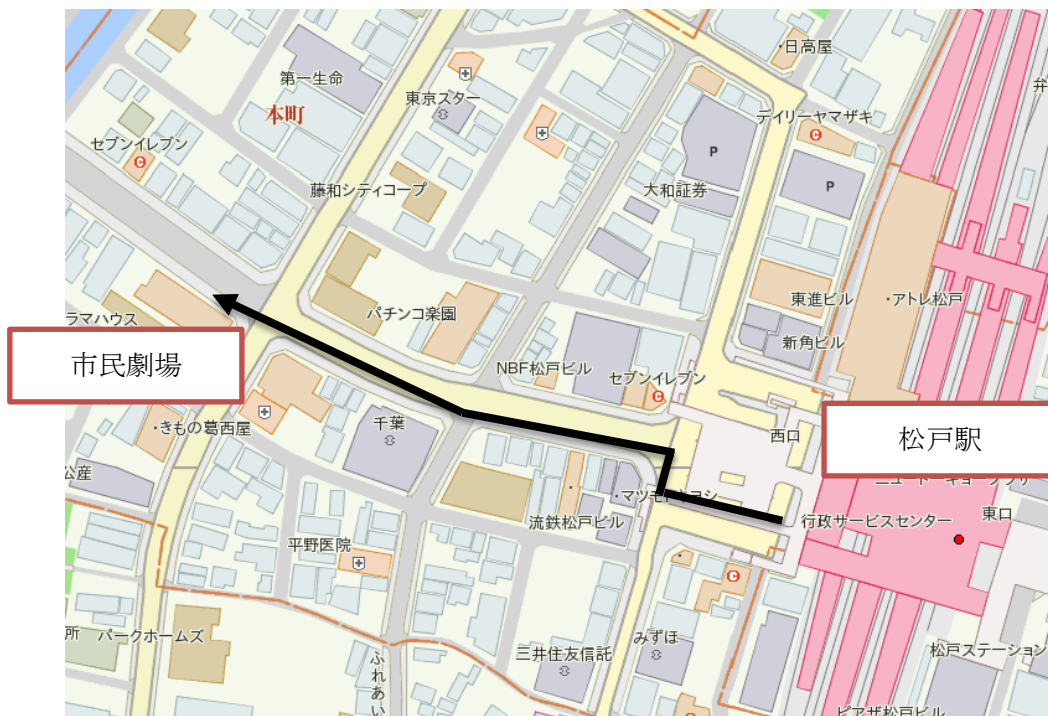 ・日高屋
弁
第一生命
東京スター
デイリーヤマザキ
本町
セブンイレブン
P
P
大和証券
藤和シティコープ
東進ビル
・アトレ松戸
パチンコ楽園
ラマハウス
新角ビル
市民劇場
NBF松戸ビル
セブンイレブン
千葉
西口
松戸駅
・きもの葛西屋
公産
・マツモトキヨシ
東口
流鉄松戸ビル
行政サービスセンター
平野医院
所
パークホームズ
みずほ
三井住友信託
松戸ステーション
ふれあい
ピアザ松戸ビル